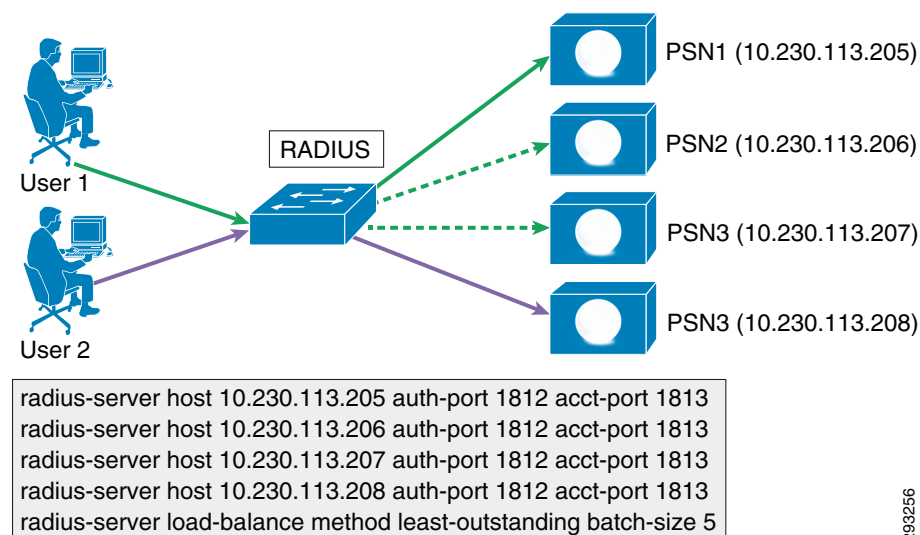 PSN1 (10.230.113.205)
RADIUS
PSN2 (10.230.113.206)
User 1
PSN3 (10.230.113.207)
PSN3 (10.230.113.208)
User 2
radius-server host 10.230.113.205 auth-port 1812 acct-port 1813
radius-server host 10.230.113.206 auth-port 1812 acct-port 1813
radius-server host 10.230.113.207 auth-port 1812 acct-port 1813
radius-server host 10.230.113.208 auth-port 1812 acct-port 1813
radius-server load-balance method least-outstanding batch-size 5